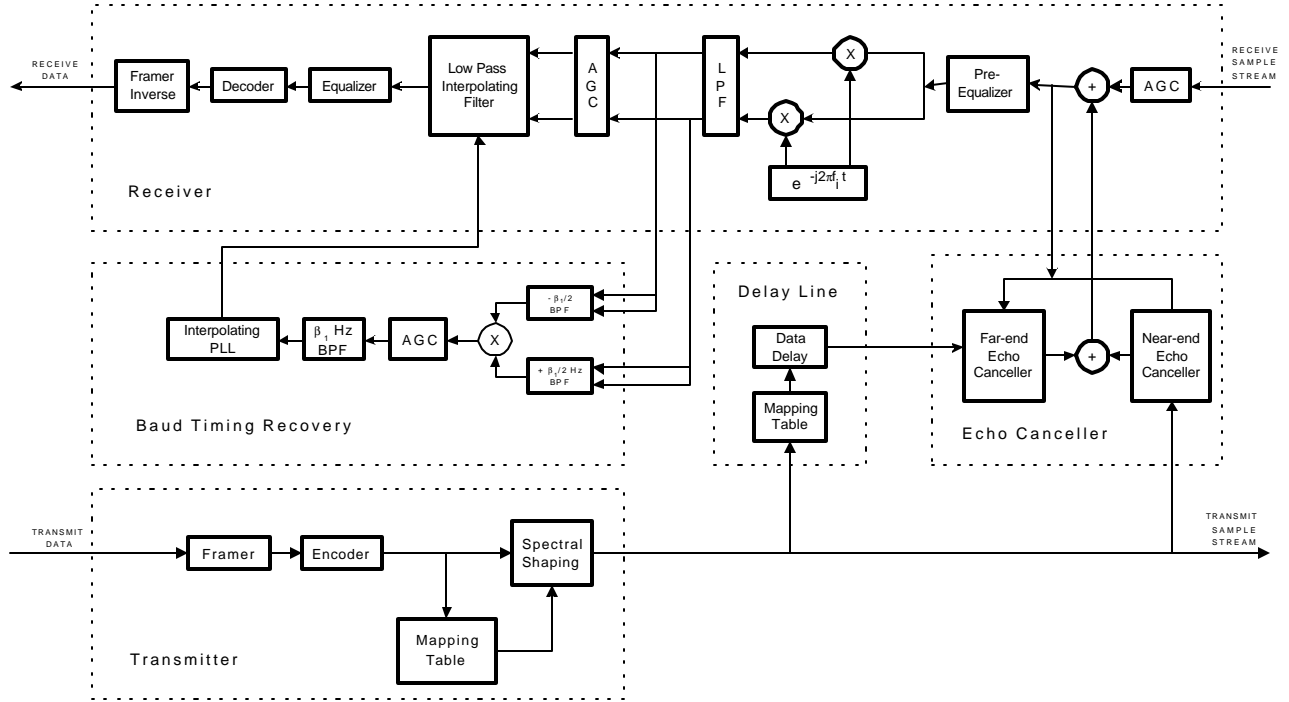 RECEIVE
DATA
Framer
Inverse
Decoder
Equalizer
Low Pass
Interpolating
Filter
A
G
C
L
P
F
X
X
e -j2πfit
Pre-
Equalizer
+
AGC
RECEIVE
SAMPLE
STREAM
Receiver
Interpolating
PLL
β1 Hz
BPF
AGC
X
- β1/2
BPF
+ β1/2 Hz
BPF
Baud Timing Recovery
Delay Line
Data
Delay
Mapping
Table
Far-end
Echo
Canceller
+
Near-end
Echo
Canceller
Echo Canceller
TRANSMIT
DATA
Framer
Encoder
Spectral
Shaping
Mapping
Table
Transmitter
TRANSMIT
SAMPLE
STREAM